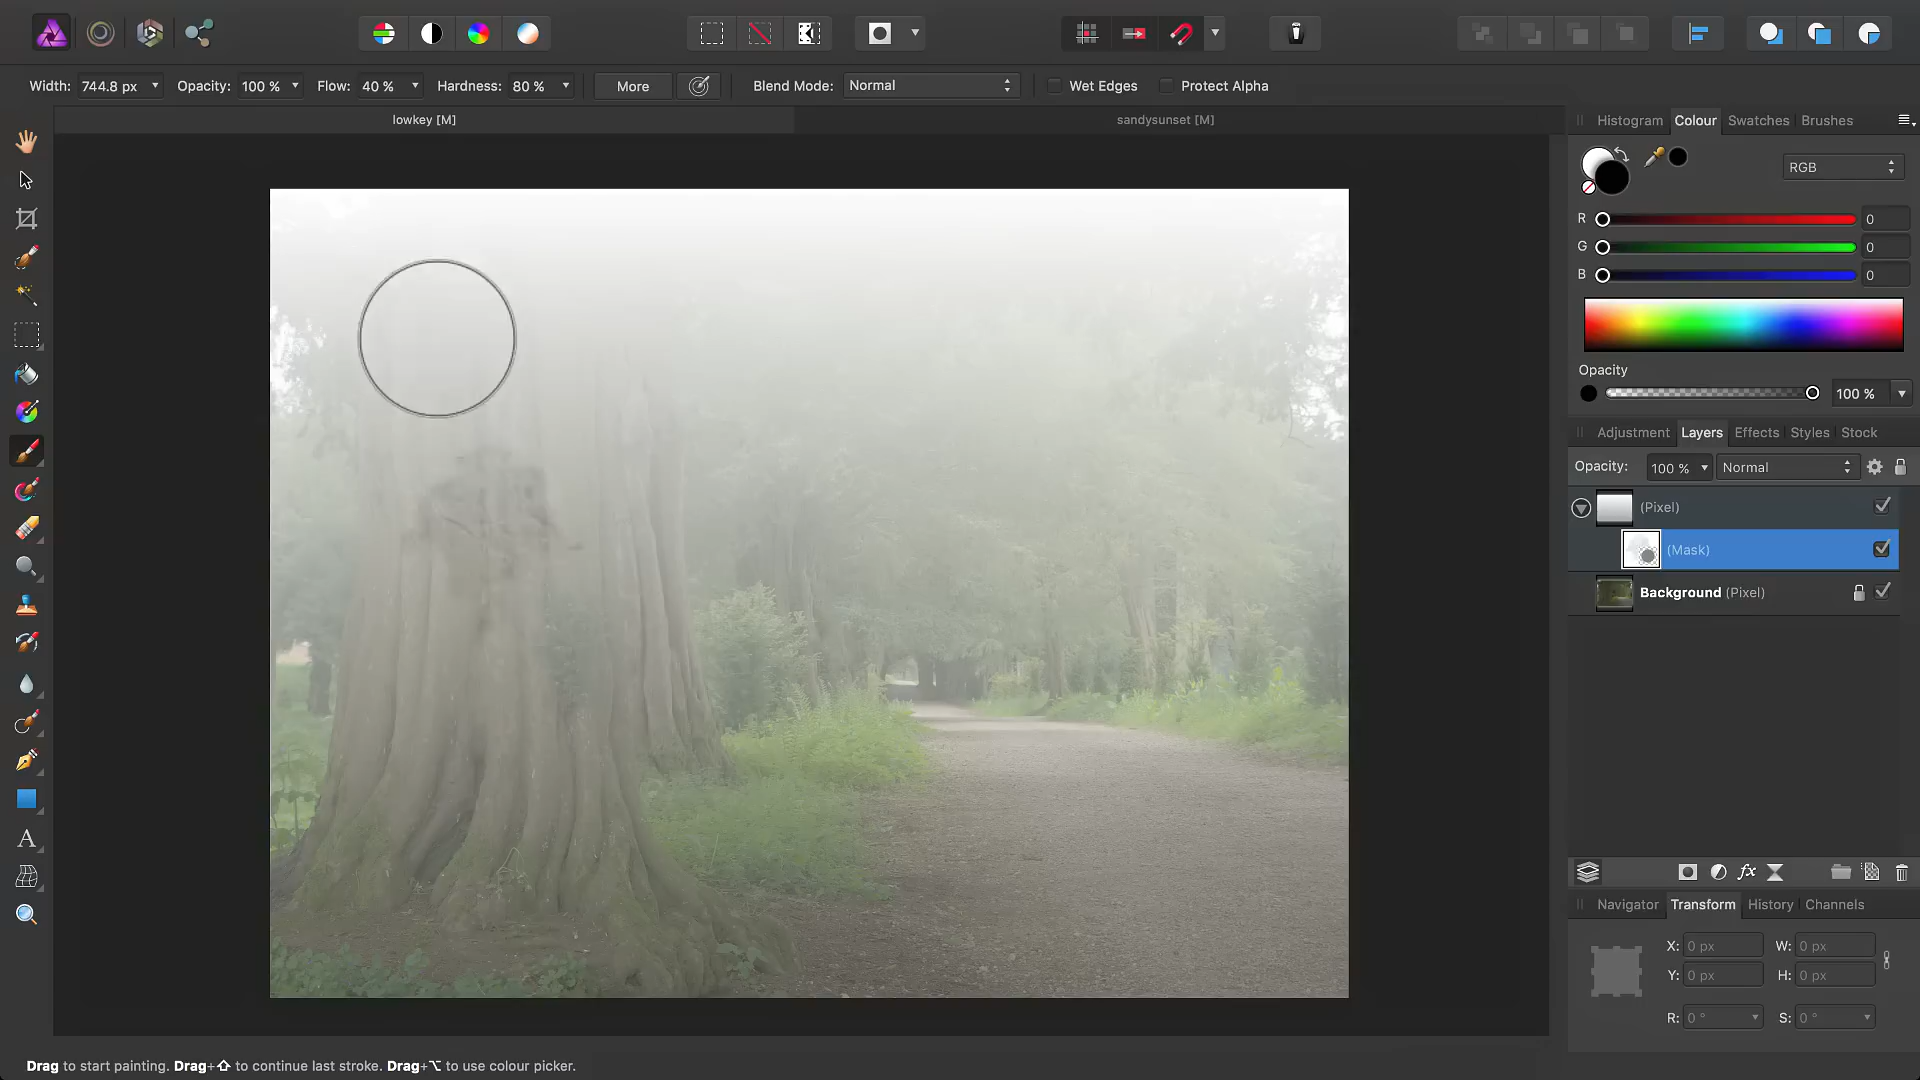 Width: 744.8 px Opacity: 100 % Flow: 40 % Hardness: 80 % More Blend Mode: Normal Wet Edges Protect Alpha
lowkey [M] sandysunset [M]
Histogram Colour Swatches Brushes
RGB
R 0
G 0
B 0
Opacity
100 %
Adjustment Layers Effects Styles Stock
Opacity: 100 % Normal
(Pixel)
(Mask)
Background (Pixel)
fx
Navigator Transform History Channels
X: 0 px W: 0 px
Y: 0 px H: 0 px
R: 0 ° S: 0 °
A
Drag to start painting. Drag+⇧ to continue last stroke. Drag+⌥ to use colour picker.